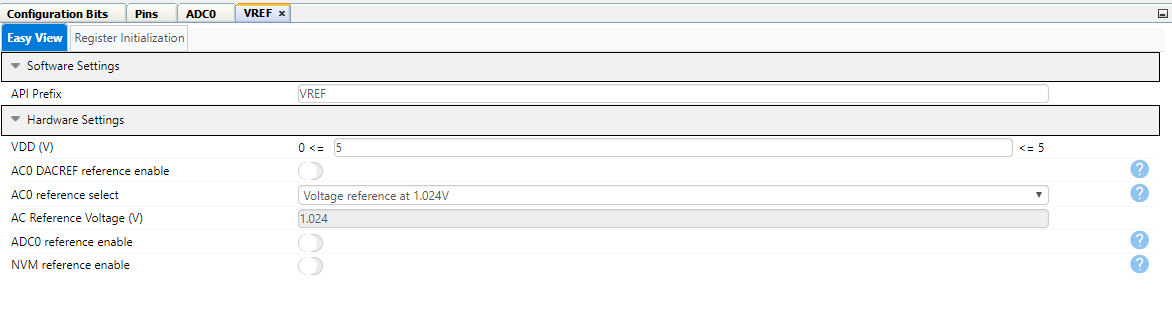 Configuration Bits Pins ADC0 VREF ×
Easy View Register Initialization
Software Settings
API Prefix VREF
Hardware Settings
VDD (V) 0 <= 5 <= 5
AC0 DACREF reference enable ?
AC0 reference select Voltage reference at 1.024V ?
AC Reference Voltage (V) 1.024
ADC0 reference enable ?
NVM reference enable ?